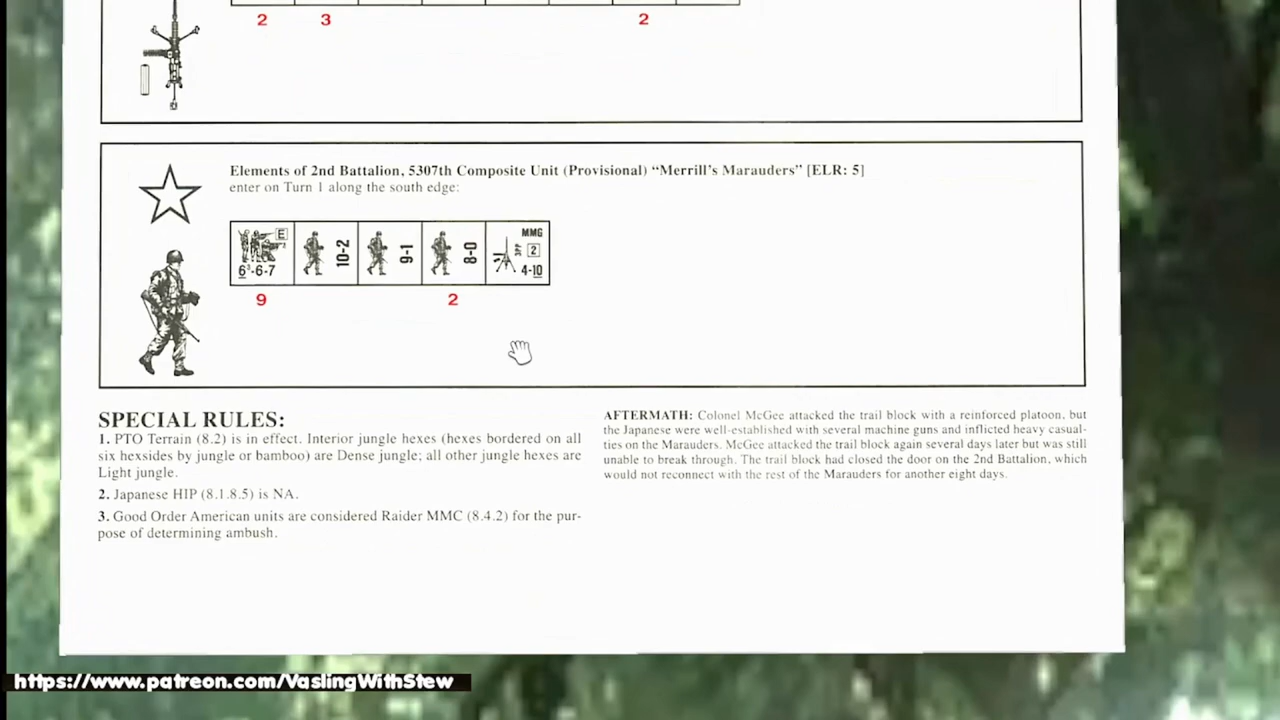 2 3 2
Elements of 2nd Battalion, 5307th Composite Unit (Provisional) “Merrill’s Marauders” [ELR: 5]
enter on Turn 1 along the south edge:
E
6³-6-7
10-2
9-1
8-0
MMG
2
4-10
9 2
SPECIAL RULES:
1. PTO Terrain (8.2) is in effect. Interior jungle hexes (hexes bordered on all
six hexsides by jungle or bamboo) are Dense jungle; all other jungle hexes are
Light jungle.
2. Japanese HIP (8.1.8.5) is NA.
3. Good Order American units are considered Raider MMC (8.4.2) for the pur-
pose of determining ambush.
AFTERMATH: Colonel McGee attacked the trail block with a reinforced platoon, but
the Japanese were well-established with several machine guns and inflicted heavy casual-
ties on the Marauders. McGee attacked the trail block again several days later but was still
unable to break through. The trail block had closed the door on the 2nd Battalion, which
would not reconnect with the rest of the Marauders for another eight days.
https://www.patreon.com/VaslingWithStew